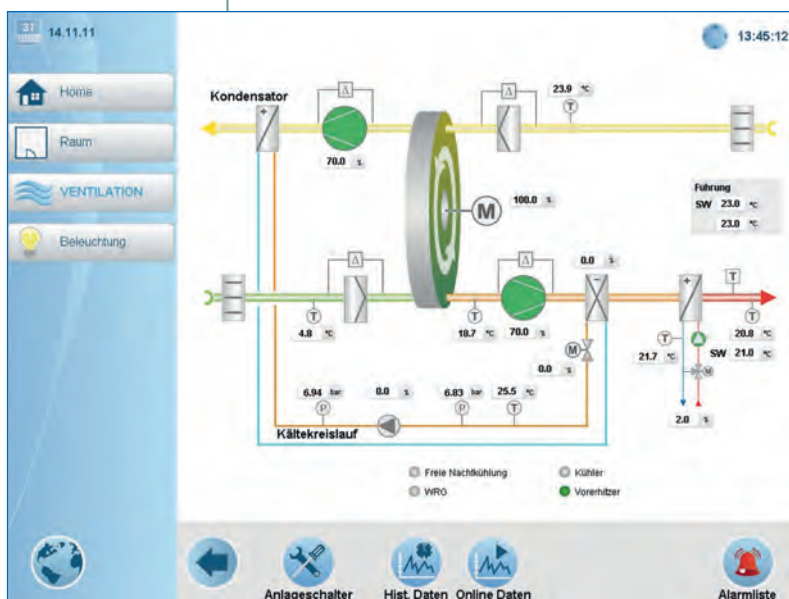 31
14.11.11
13:45:12
Home
Raum
VENTILATION
Beleuchtung
Kondensator
Δ
Δ
23.9 °C
T
70.0 %
M
100.0 %
Führung
SW 23.0 °C
23.0 °C
Δ
Δ
0.0 %
T
T
T
T
4.8 °C
18.7 °C
70.0 %
20.8 °C
M
T
21.7 °C
SW 21.0 °C
M
0.0 %
6.94 bar
0.0 %
6.83 bar
25.5 °C
P
P
T
2.0 %
Kältekreislauf
Freie Nachtkühlung
Kühler
WRG
Vorerhitzer
Anlageschalter
Hist. Daten
Online Daten
Alarmliste